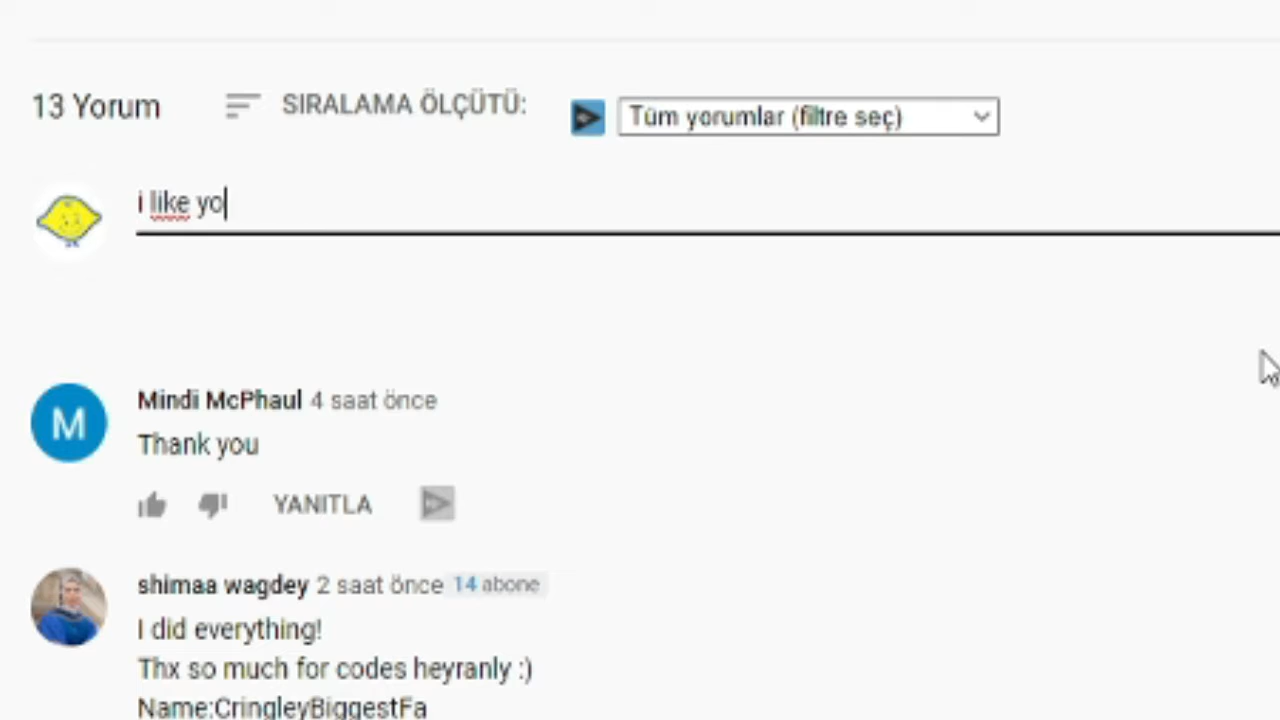 13 Yorum SIRALAMA ÖLÇÜTÜ: Tüm yorumlar (filtre seç)
i like yo
M
Mindi McPhaul 4 saat önce
Thank you
YANITLA
shimaa wagdey 2 saat önce 14 abone
I did everything!
Thx so much for codes heyranly :)
Name:CringleyBiggestFa